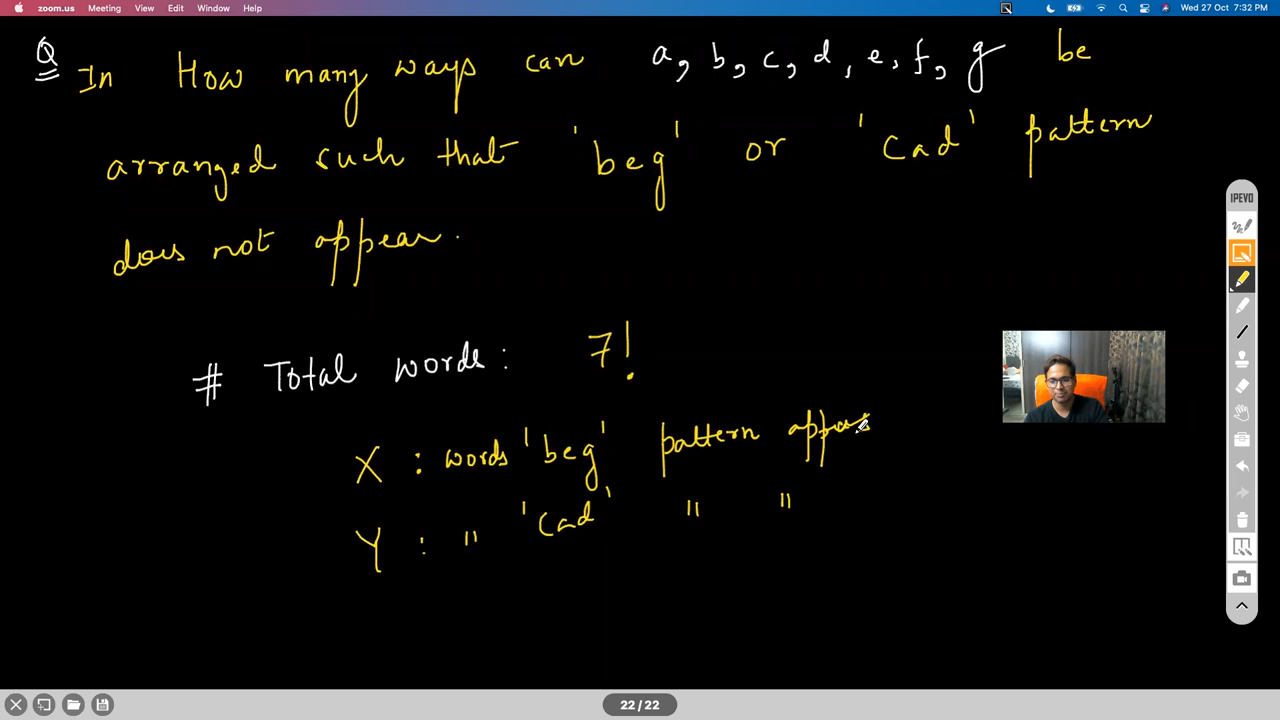 zoom.us Meeting View Edit Window Help Wed 27 Oct 7:32 PM
Q In How many ways can a, b, c, d, e, f, g be
arranged such that 'beg' or 'cad' pattern
does not appear.
IPEVO
# Total words: 7!
X : words 'beg' pattern appears
Y : " 'cad' " "
22/22